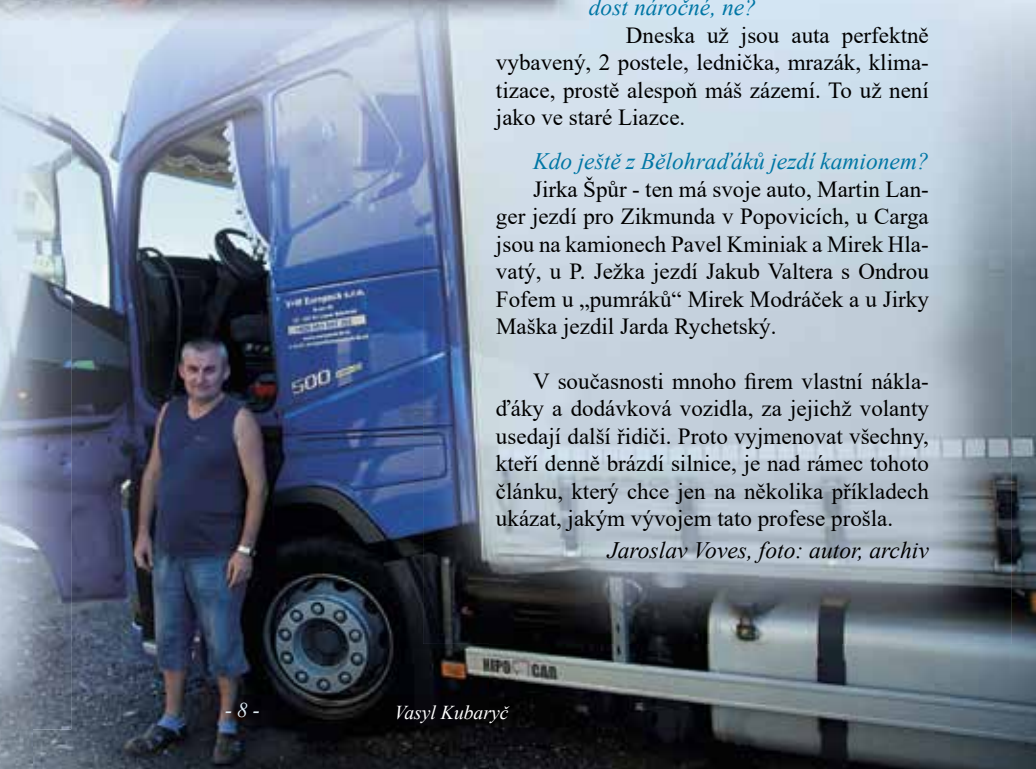 dost náročné, ne?
Dneska už jsou auta perfektně
vybavený, 2 postele, lednička, mrazák, klima-
tizace, prostě alespoň máš zázemí. To už není
jako ve staré Liazce.
Kdo ještě z Bělohraďáků jezdí kamionem?
Jirka Špůr - ten má svoje auto, Martin Lan-
ger jezdí pro Zikmunda v Popovicích, u Carga
jsou na kamionech Pavel Kminiak a Mirek Hla-
vatý, u P. Ježka jezdí Jakub Valtera s Ondrou
Fofem u „pumráků“ Mirek Modráček a u Jirky
Maška jezdil Jarda Rychetský.
V současnosti mnoho firem vlastní nákla-
ďáky a dodávková vozidla, za jejichž volanty
usedají další řidiči. Proto vyjmenovat všechny,
kteří denně brázdí silnice, je nad rámec tohoto
článku, který chce jen na několika příkladech
ukázat, jakým vývojem tato profese prošla.
Jaroslav Voves, foto: autor, archiv
500
HIPO CAR
- 8 -
Vasyl Kubaryč